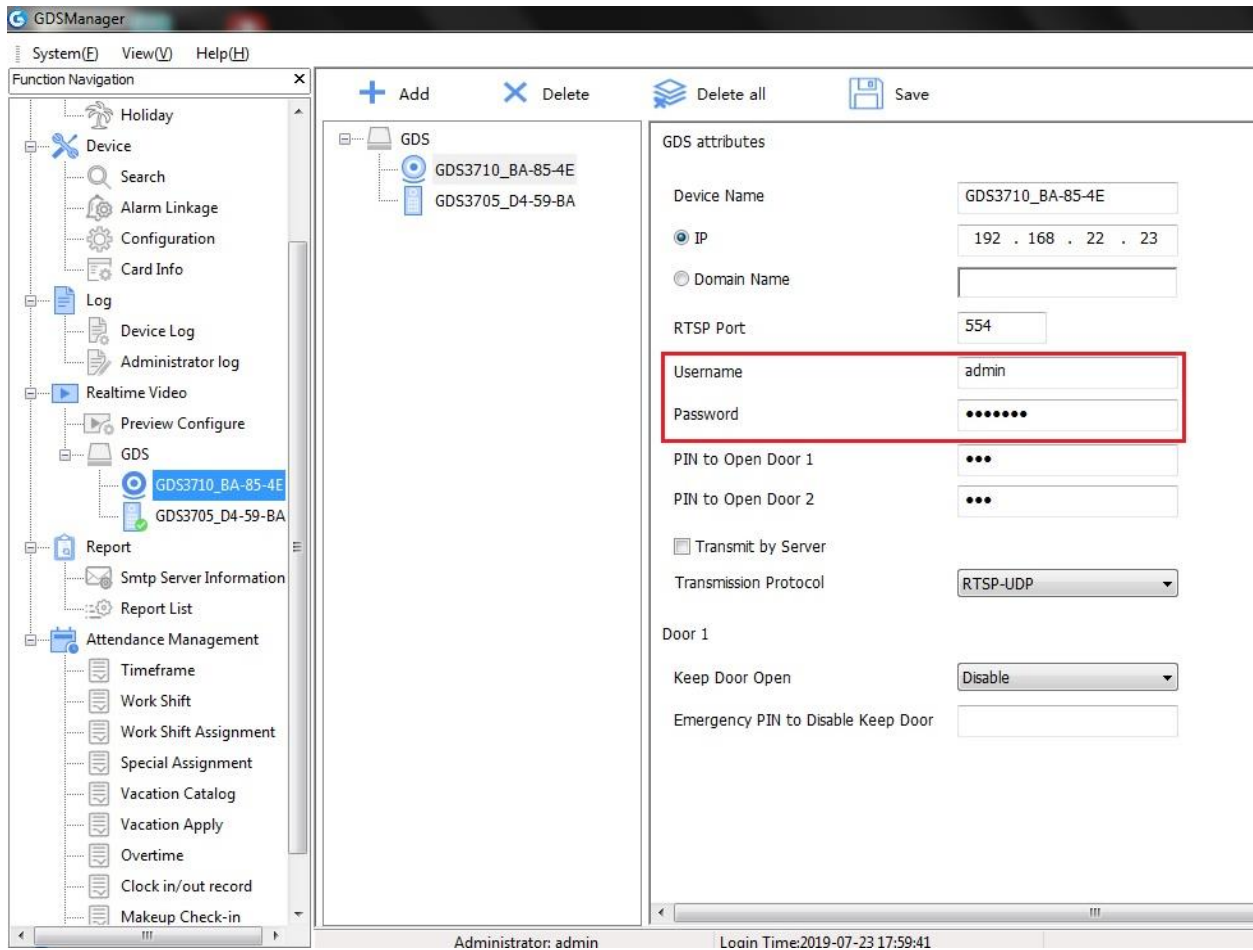 GDSManager
System(F) View(V) Help(H)
Function Navigation
Holiday
Device
Search
Alarm Linkage
Configuration
Card Info
Log
Device Log
Administrator log
Realtime Video
Preview Configure
GDS
GDS3710_BA-85-4E
GDS3705_D4-59-BA
Report
Smtp Server Information
Report List
Attendance Management
Timeframe
Work Shift
Work Shift Assignment
Special Assignment
Vacation Catalog
Vacation Apply
Overtime
Clock in/out record
Makeup Check-in
Add Delete Delete all Save
GDS
GDS3710_BA-85-4E
GDS3705_D4-59-BA
GDS attributes
Device Name GDS3710_BA-85-4E
IP 192 . 168 . 22 . 23
Domain Name
RTSP Port 554
Username admin
Password •••••••
PIN to Open Door 1 •••
PIN to Open Door 2 •••
Transmit by Server
Transmission Protocol RTSP-UDP
Door 1
Keep Door Open Disable
Emergency PIN to Disable Keep Door
Administrator: admin Login Time:2019-07-23 17:59:41